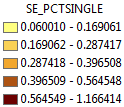 SE_PCTSINGLE
0.060010 - 0.169061
0.169062 - 0.287417
0.287418 - 0.396508
0.396509 - 0.564548
0.564549 - 1.166414